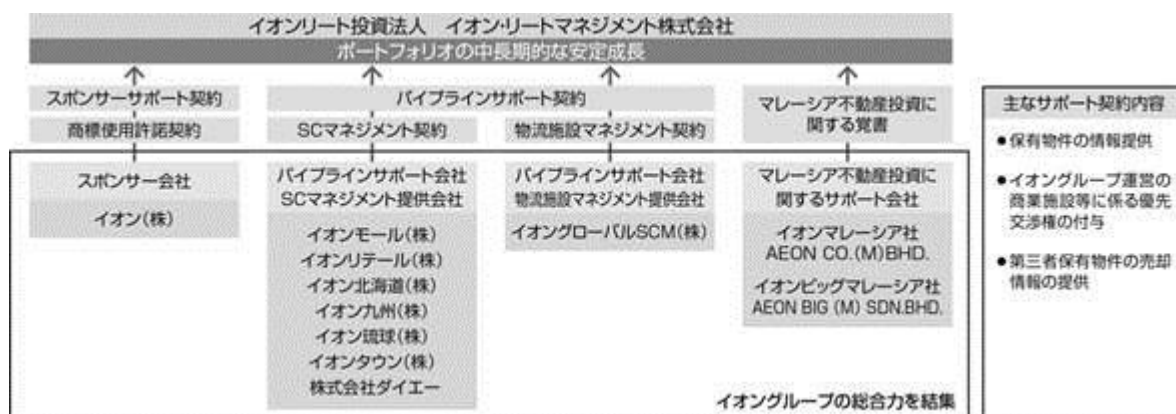 イオンリート投資法人　イオン・リートマネジメント株式会社
ポートフォリオの中長期的な安定成長
スポンサーサポート契約
商標使用許諾契約
パイプラインサポート契約
SCマネジメント契約
物流施設マネジメント契約
マレーシア不動産投資に
関する覚書
スポンサー会社
イオン(株)
パイプラインサポート会社
SCマネジメント提供会社
イオンモール(株)
イオンリテール(株)
イオン北海道(株)
イオン九州(株)
イオン琉球(株)
イオンタウン(株)
株式会社ダイエー
パイプラインサポート会社
物流施設マネジメント提供会社
イオングローバルSCM(株)
マレーシア不動産投資に
関するサポート会社
イオンマレーシア社
AEON CO.(M)BHD.
イオンビッグマレーシア社
AEON BIG (M) SDN.BHD.
イオングループの総合力を結集
主なサポート契約内容
●保有物件の情報提供
●イオングループ運営の
商業施設等に係る優先
交渉権の付与
●第三者保有物件の売却
情報の提供